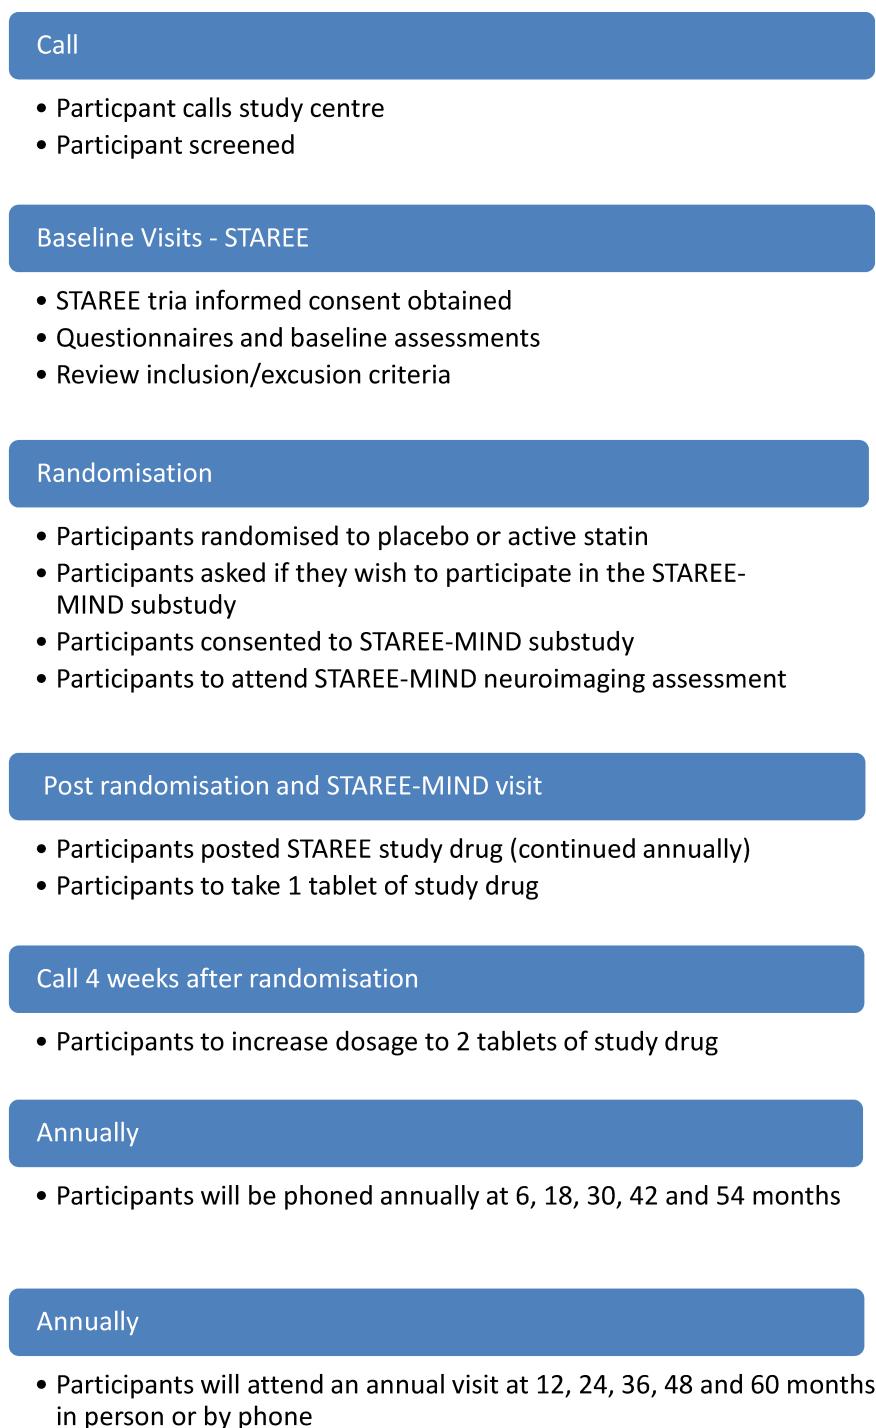 Call
• Particpant calls study centre
• Participant screened
Baseline Visits - STAREE
• STAREE tria informed consent obtained
• Questionnaires and baseline assessments
• Review inclusion/excusion criteria
Randomisation
• Participants randomised to placebo or active statin
• Participants asked if they wish to participate in the STAREE-
MIND substudy
• Participants consented to STAREE-MIND substudy
• Participants to attend STAREE-MIND neuroimaging assessment
Post randomisation and STAREE-MIND visit
• Participants posted STAREE study drug (continued annually)
• Participants to take 1 tablet of study drug
Call 4 weeks after randomisation
• Participants to increase dosage to 2 tablets of study drug
Annually
• Participants will be phoned annually at 6, 18, 30, 42 and 54 months
Annually
• Participants will attend an annual visit at 12, 24, 36, 48 and 60 months
in person or by phone